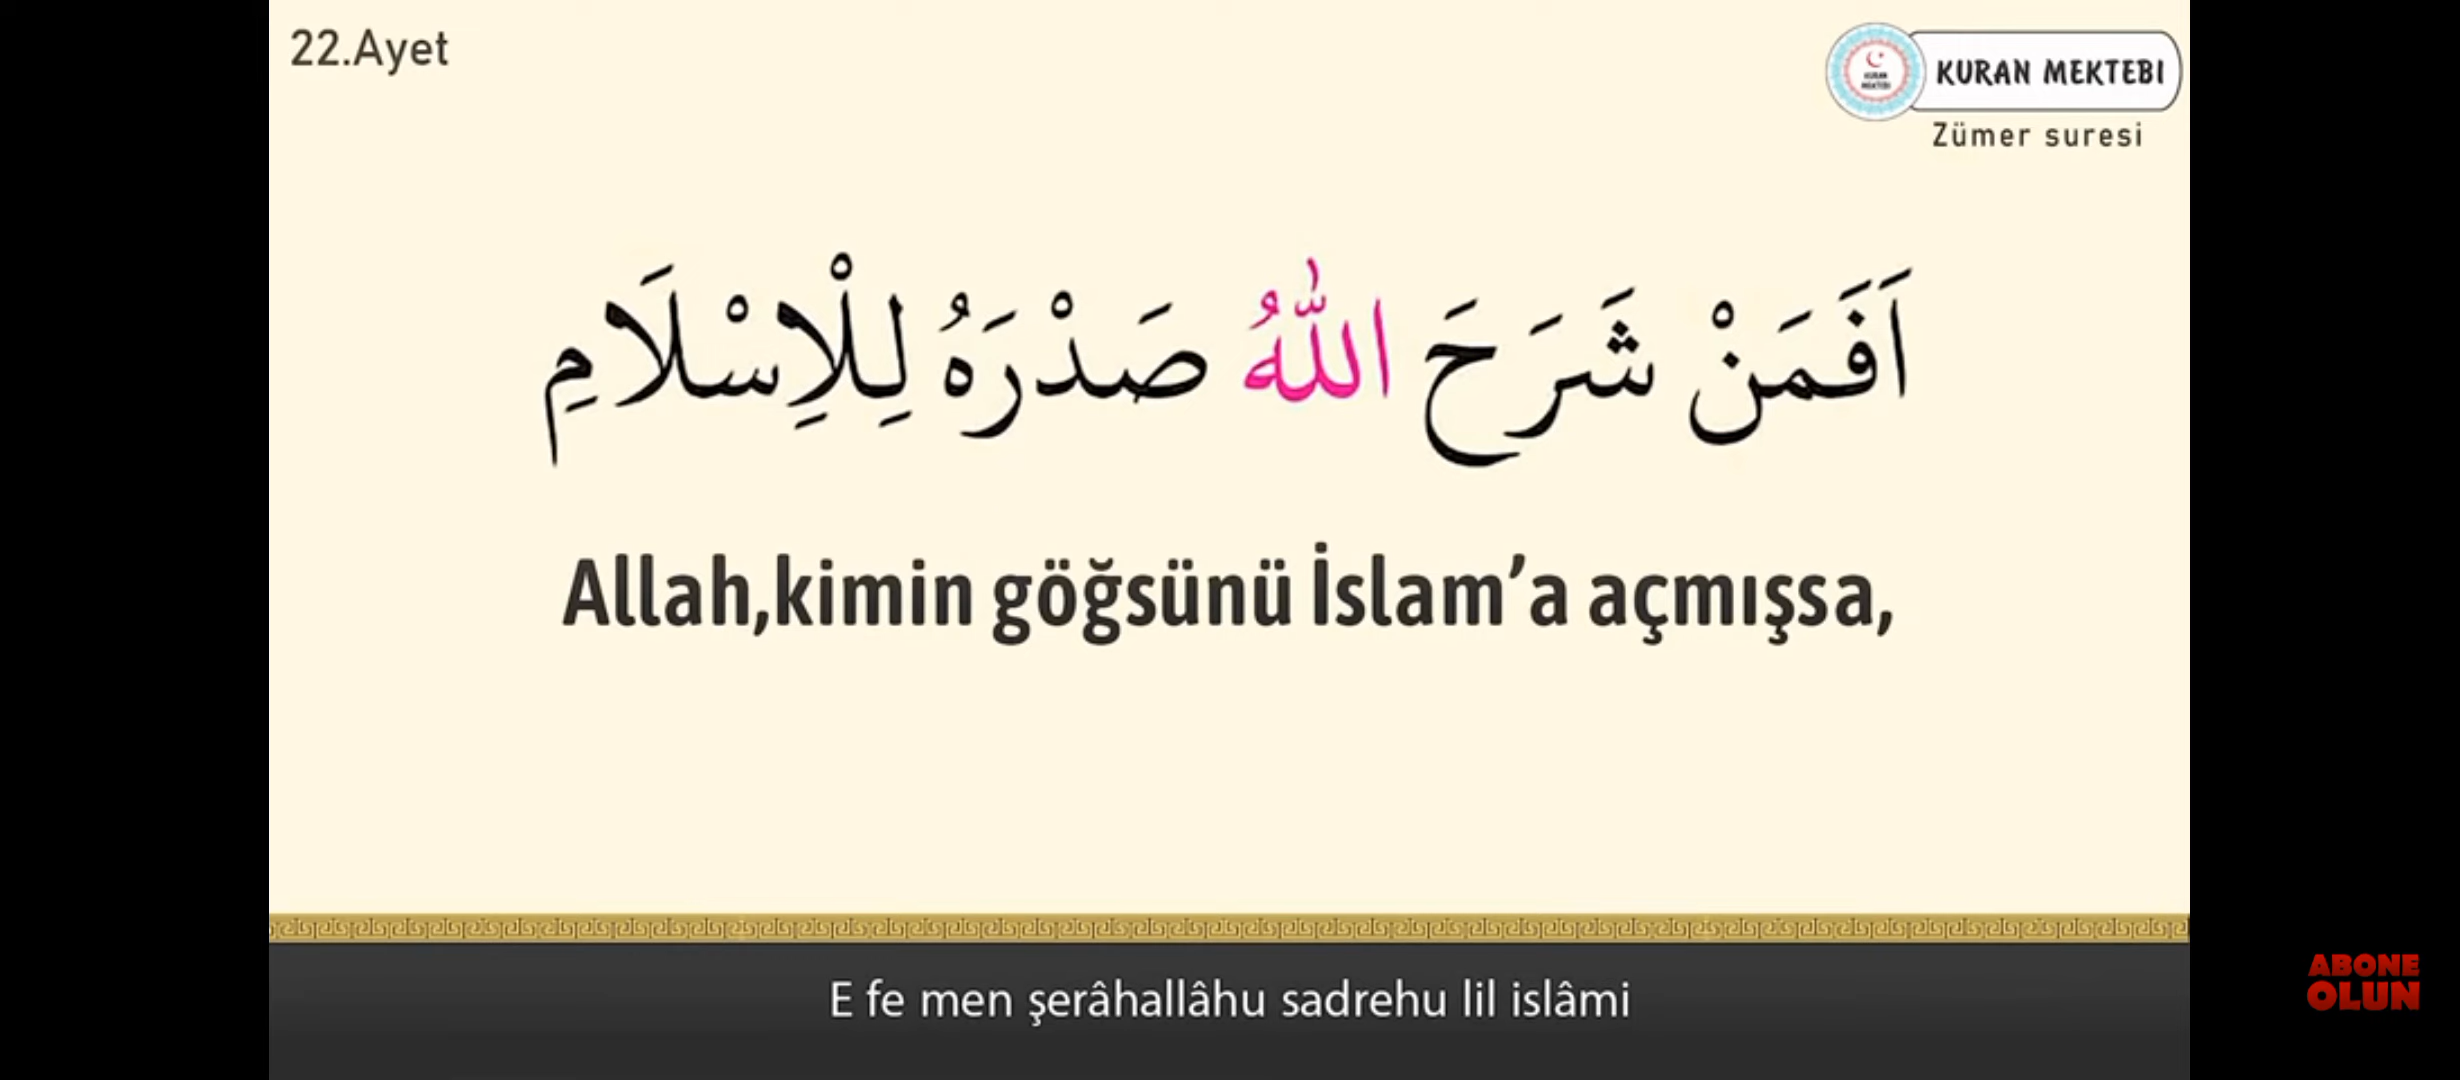 22.Ayet
KURAN MEKTEBI
Zümer suresi
اَفَمَنْ شَرَحَ اللّٰهُ صَدْرَهُ لِلْاِسْلَامِ
Allah,kimin göğsünü İslam’a açmışsa,
E fe men şerâhallâhu sadrehu lil islâmi
ABONE
OLUN